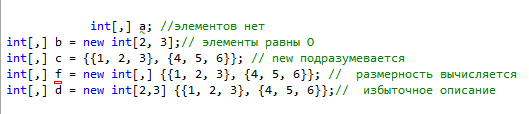 int[,] a; //элементов нет
int[,] b = new int[2, 3];// элементы равны 0
int[,] c = {{1, 2, 3}, {4, 5, 6}}; // new подразумевается
int[,] f = new int[,] {{1, 2, 3}, {4, 5, 6}}; // размерность вычисляется
int[,] d = new int[2,3] {{1, 2, 3}, {4, 5, 6}};// избыточное описание